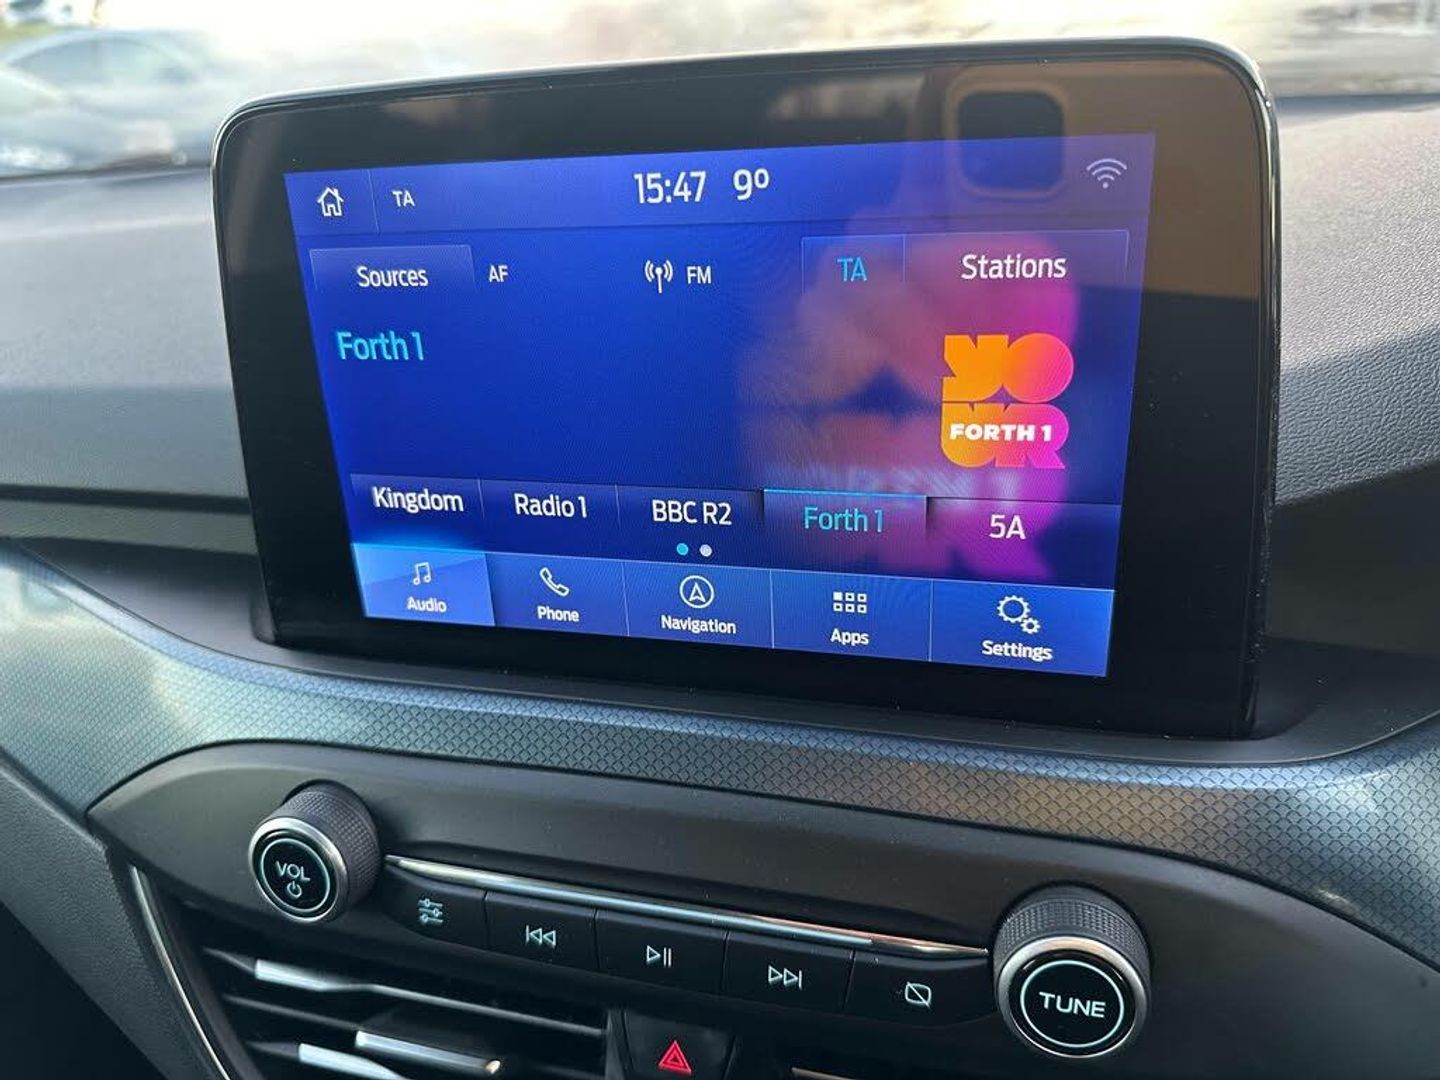 TA 15:47 9º
Sources AF FM TA Stations
Forth 1
YO
FORTH 1
UR
Kingdom Radio 1 BBC R2 Forth 1 5A
Audio Phone Navigation Apps Settings
VOL
TUNE